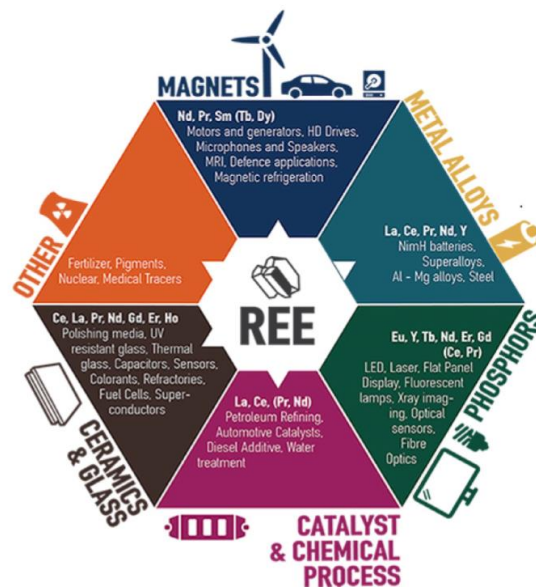 MAGNETS
Nd, Pr, Sm (Tb, Dy)
Motors and generators, HD Drives,
Microphones and Speakers,
MRI, Defence applications,
Magnetic refrigeration
METAL ALLOYS
La, Ce, Pr, Nd, Y
NimH batteries,
Superalloys,
Al - Mg alloys, Steel
OTHER
Fertilizer, Pigments,
Nuclear, Medical Tracers
REE
Ce, La, Pr, Nd, Gd, Er, Ho
Polishing media, UV
resistant glass, Thermal
glass, Capacitors, Sensors,
Colorants, Refractories,
Fuel Cells, Super-
conductors
CERAMICS
& GLASS
Eu, Y, Tb, Nd, Er, Gd
(Ce, Pr)
LED, Laser, Flat Panel
Display, Fluorescent
lamps, Xray imag-
ing, Optical
sensors,
Fibre
Optics
PHOSPHORS
La, Ce, (Pr, Nd)
Petroleum Refining,
Automotive Catalysts,
Diesel Additive, Water
treatment
CATALYST
& CHEMICAL
PROCESS